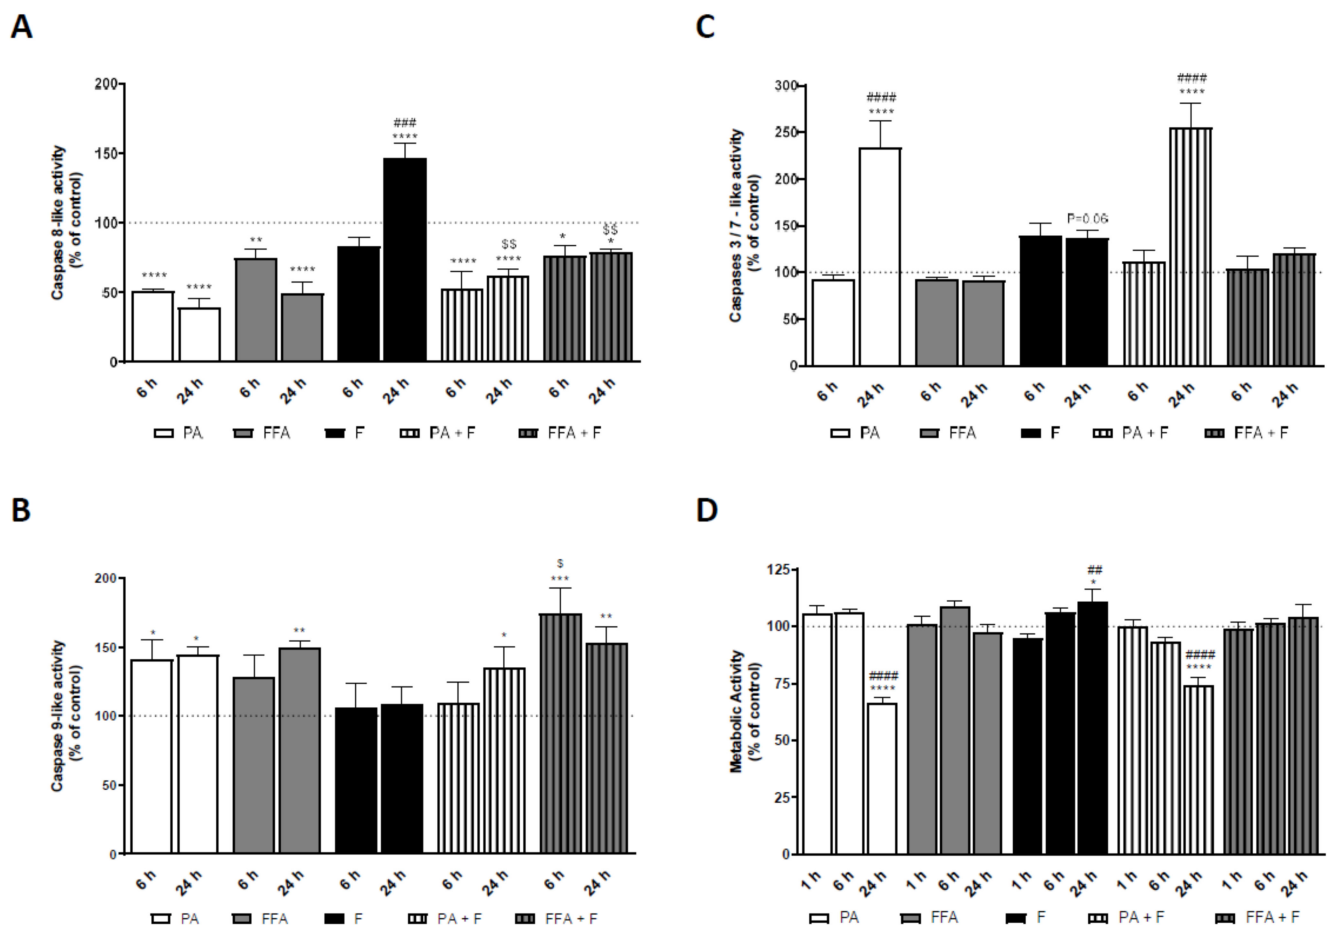 A
Caspase 8-like activity
(% of control)
200
150
100
50
0
****
****
**
****
###
****
****
$$
****
*
$$
*
6 h
24 h
6 h
24 h
6 h
24 h
6 h
24 h
6 h
24 h
PA
FFA
F
PA + F
FFA + F
C
Caspases 3 / 7 - like activity
(% of control)
300
250
200
150
100
50
0
####
****
P=0.06
####
****
6 h
24 h
6 h
24 h
6 h
24 h
6 h
24 h
6 h
24 h
PA
FFA
F
PA + F
FFA + F
B
Caspase 9-like activity
(% of control)
200
150
100
50
0
*
*
**
*
$
***
**
6 h
24 h
6 h
24 h
6 h
24 h
6 h
24 h
6 h
24 h
PA
FFA
F
PA + F
FFA + F
D
Metabolic Activity
(% of control)
125
100
75
50
25
0
####
****
##
*
####
****
1 h
6 h
24 h
1 h
6 h
24 h
1 h
6 h
24 h
1 h
6 h
24 h
1 h
6 h
24 h
PA
FFA
F
PA + F
FFA + F